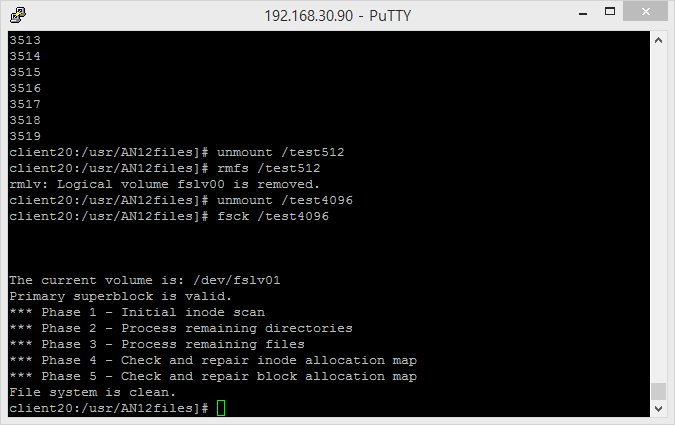 192.168.30.90 - PuTTY
3513
3514
3515
3516
3517
3518
3519
client20:/usr/AN12files]# unmount /test512
client20:/usr/AN12files]# rmfs /test512
rmlv: Logical volume fslv00 is removed.
client20:/usr/AN12files]# unmount /test4096
client20:/usr/AN12files]# fsck /test4096
The current volume is: /dev/fslv01
Primary superblock is valid.
*** Phase 1 - Initial inode scan
*** Phase 2 - Process remaining directories
*** Phase 3 - Process remaining files
*** Phase 4 - Check and repair inode allocation map
*** Phase 5 - Check and repair block allocation map
File system is clean.
client20:/usr/AN12files]#